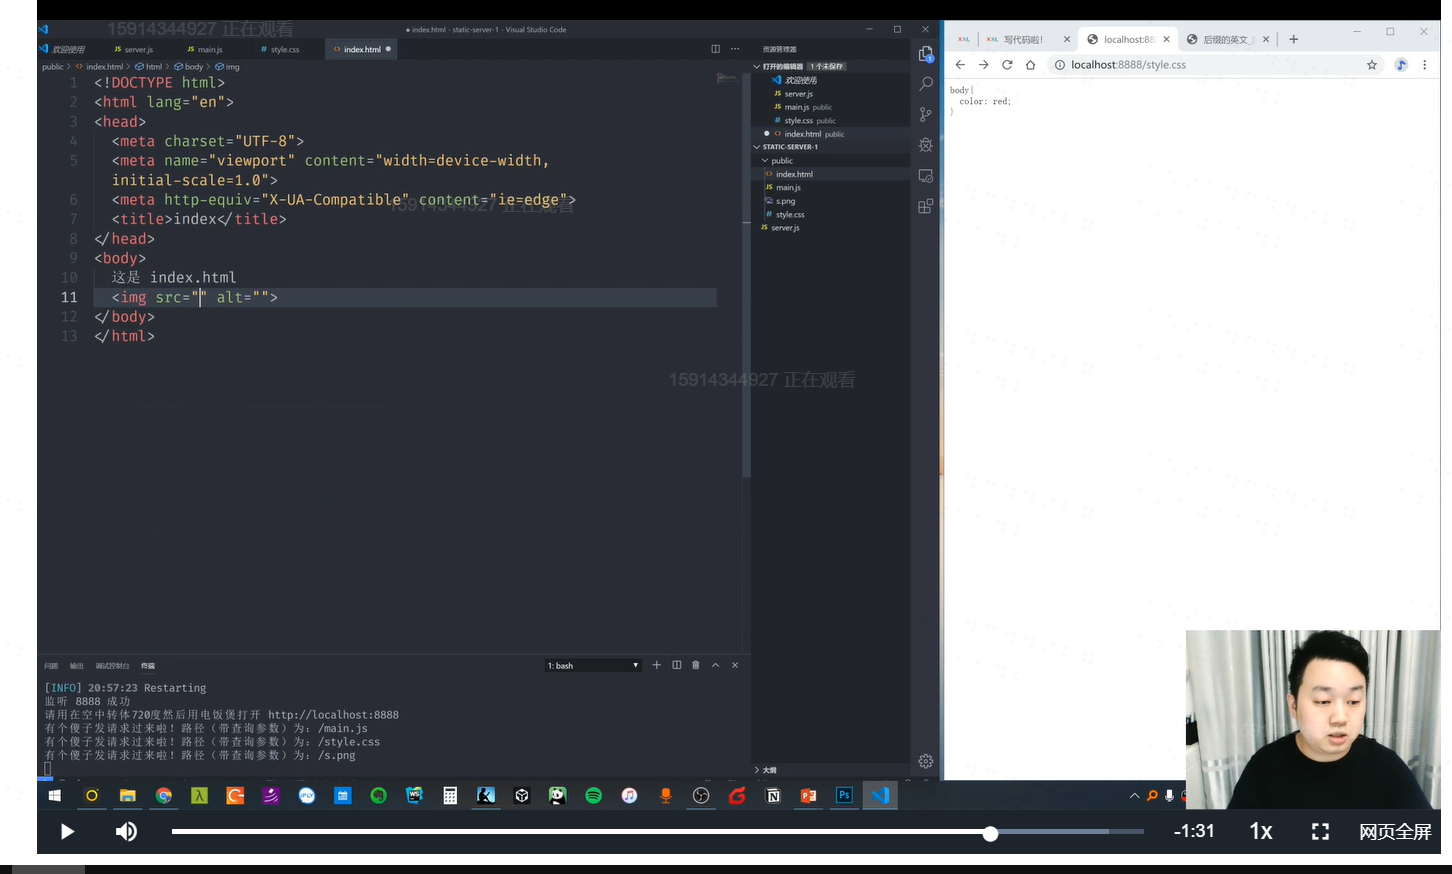 15914344927 正在观看
● index.html - static-server-1 - Visual Studio Code
欢迎使用
JS server.js
JS main.js
# style.css
<> index.html ●
public > <> index.html > html > body > img
1 <!DOCTYPE html>
2 <html lang="en">
3 <head>
4 <meta charset="UTF-8">
5 <meta name="viewport" content="width=device-width,
initial-scale=1.0">
6 <meta http-equiv="X-UA-Compatible" content="ie=edge">
7 <title>index</title>
8 </head>
9 <body>
10 这是 index.html
11 <img src="" alt="">
12 </body>
13 </html>
15914344927 正在观看
15914344927 正在观看
资源管理器
打开的编辑器 1 个未保存
欢迎使用
JS server.js
JS main.js public
# style.css public
● <> index.html public
STATIC-SERVER-1
public
<> index.html
JS main.js
s.png
# style.css
JS server.js
大纲
问题 输出 调试控制台 终端
1: bash
[INFO] 20:57:23 Restarting
监听 8888 成功
请用在空中转体720度然后用电饭煲打开 http://localhost:8888
有个傻子发请求过来啦! 路径 (带查询参数) 为: /main.js
有个傻子发请求过来啦! 路径 (带查询参数) 为: /style.css
有个傻子发请求过来啦! 路径 (带查询参数) 为: /s.png
写代码啦!
localhost:88
后缀的英文_
localhost:8888/style.css
body{
color: red;
}
Ps
-1:31
1x
网页全屏